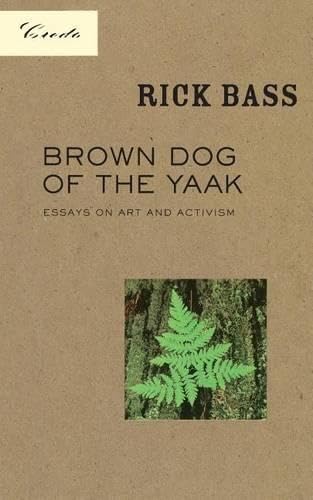 Credo
RICK BASS
BROWN DOG
OF THE YAAK
ESSAYS ON ART AND ACTIVISM